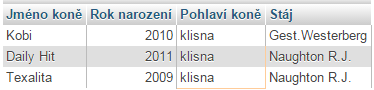 Jméno koně Rok narození Pohlaví koně Stáj
Kobi 2010 klisna Gest.Westerberg
Daily Hit 2011 klisna Naughton R.J.
Texalita 2009 klisna Naughton R.J.